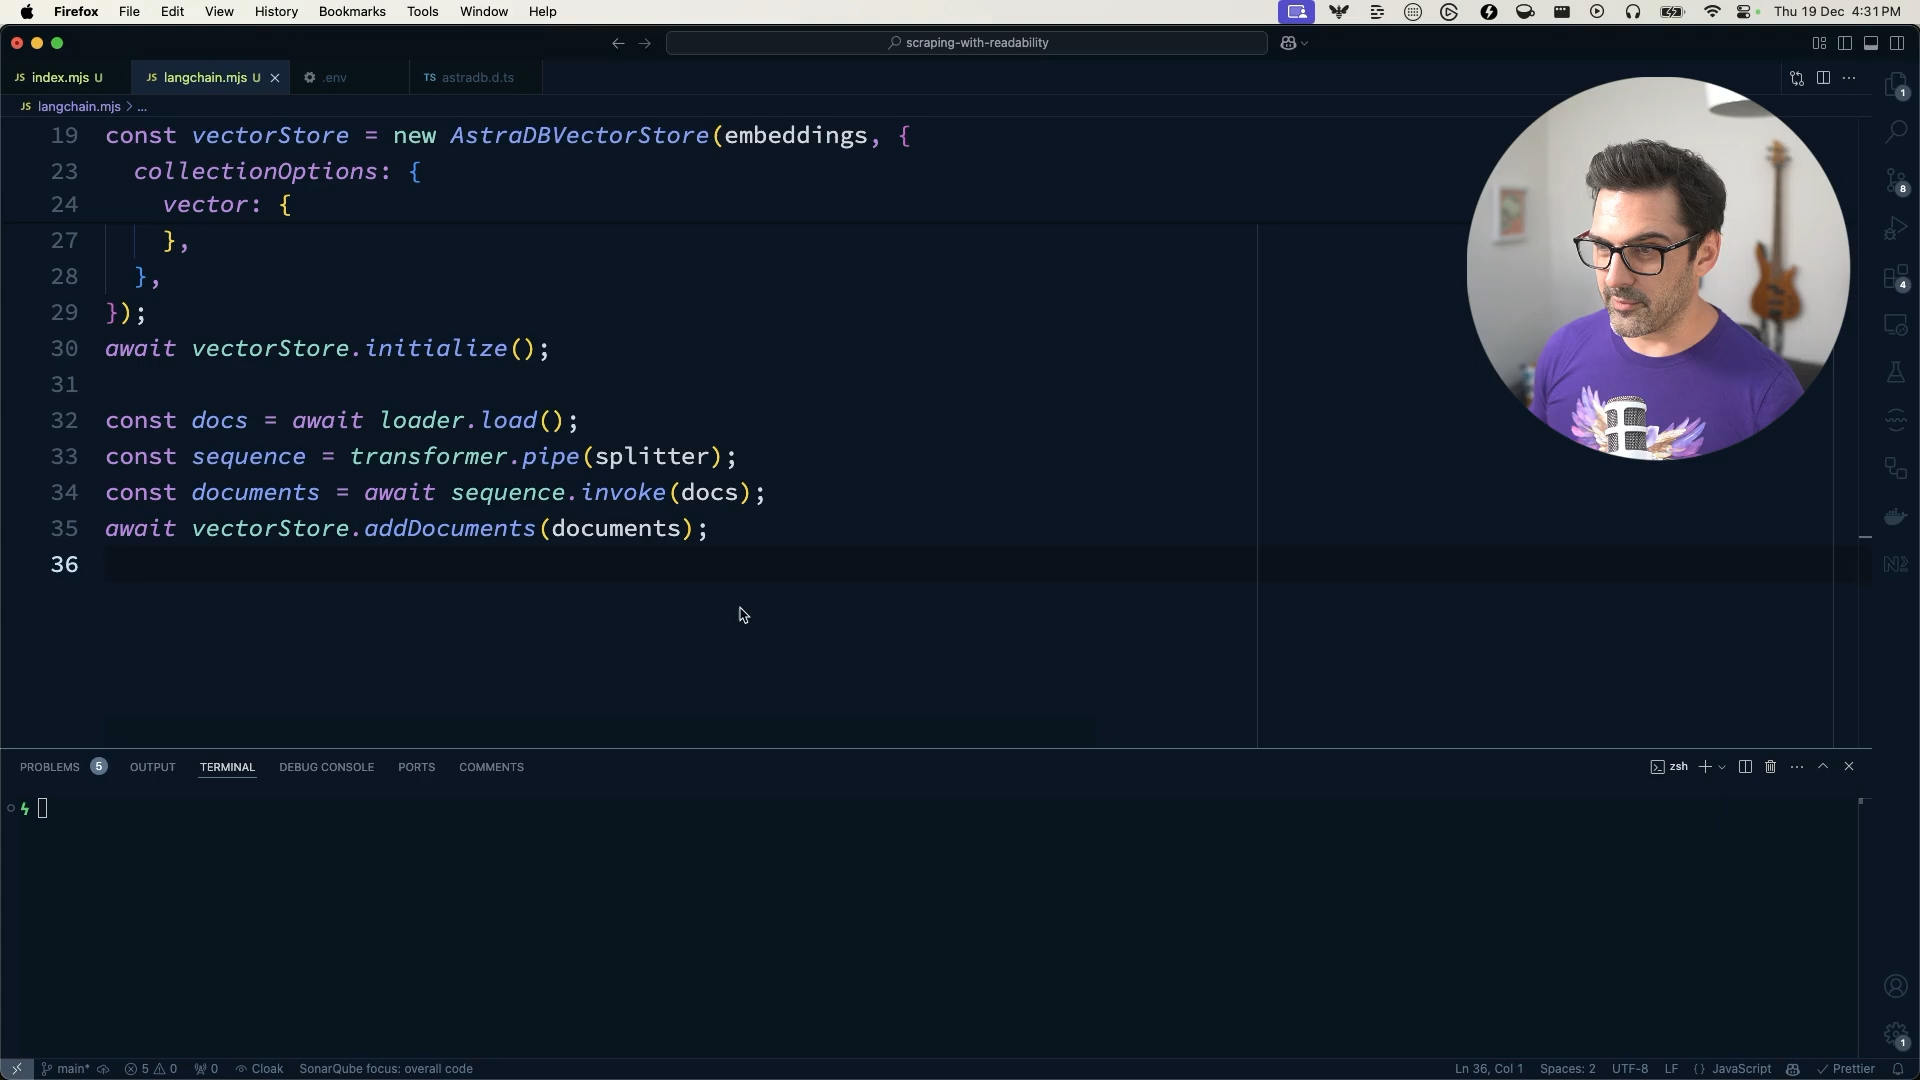 Firefox File Edit View History Bookmarks Tools Window Help
Thu 19 Dec 4:31 PM
scraping-with-readability
JS index.mjs U
JS langchain.mjs U
.env
TS astradb.d.ts
JS langchain.mjs > ...
19 const vectorStore = new AstraDBVectorStore(embeddings, {
23 collectionOptions: {
24 vector: {
27 },
28 },
29 });
30 await vectorStore.initialize();
31
32 const docs = await loader.load();
33 const sequence = transformer.pipe(splitter);
34 const documents = await sequence.invoke(docs);
35 await vectorStore.addDocuments(documents);
36
1
8
4
PROBLEMS 5 OUTPUT TERMINAL DEBUG CONSOLE PORTS COMMENTS
zsh
1
main* 5 0 0 Cloak SonarQube focus: overall code
Ln 36, Col 1 Spaces: 2 UTF-8 LF {} JavaScript Prettier